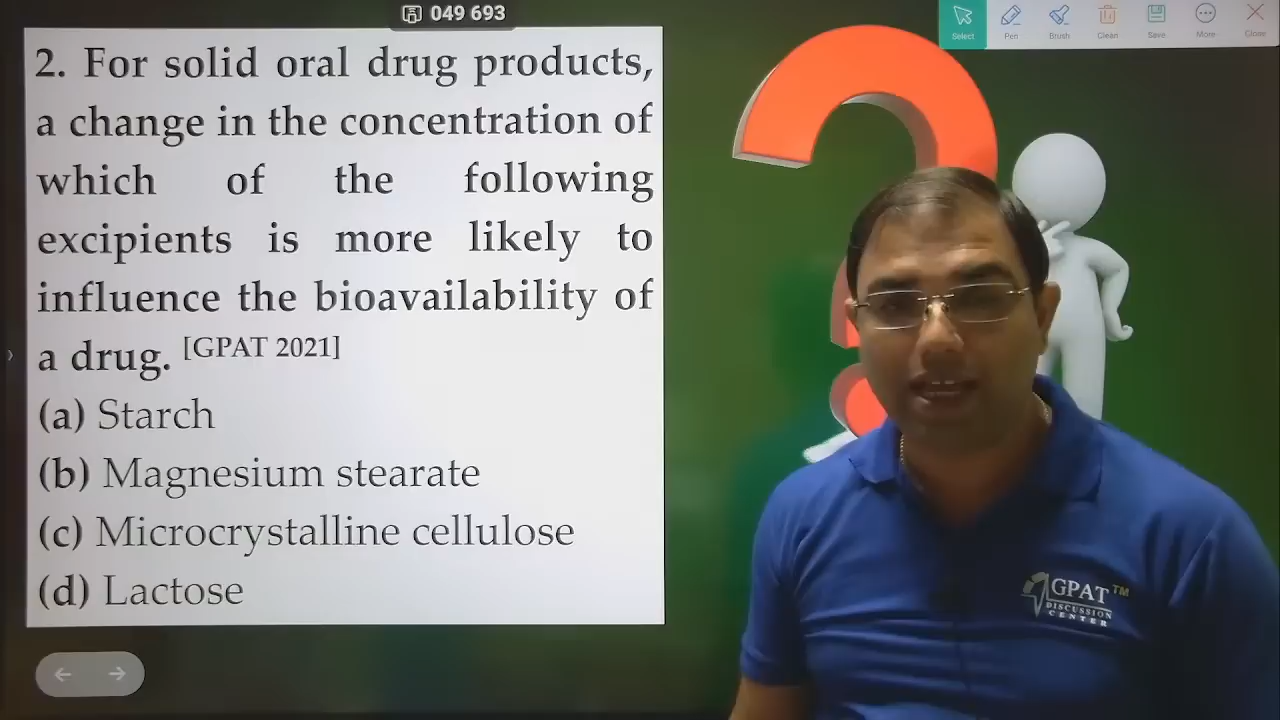 049 693
Select Pen Brush Clean Save More Close
2. For solid oral drug products,
a change in the concentration of
which of the following
excipients is more likely to
influence the bioavailability of
a drug. [GPAT 2021]
(a) Starch
(b) Magnesium stearate
(c) Microcrystalline cellulose
(d) Lactose
GPAT™
DISCUSSION
CENTER